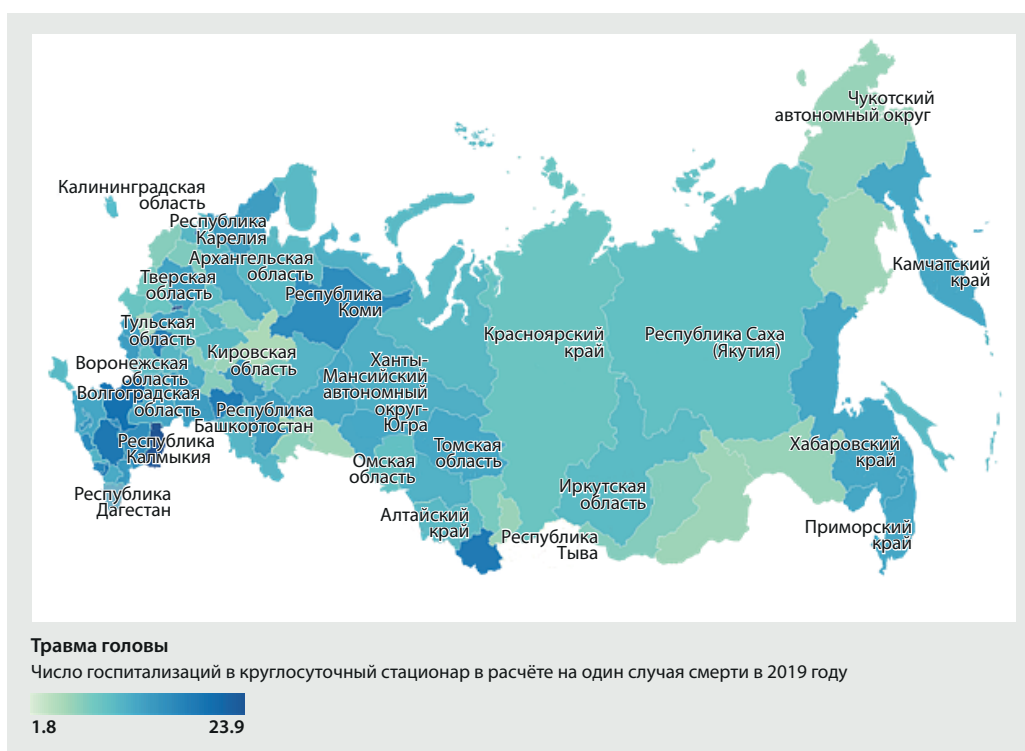 Чукотский
автономный округ
Калининградская
область
Республика
Карелия
Архангельская
область
Тверская
область
Республика
Коми
Камчатский
край
Тульская
область
Красноярский
край
Республика Саха
(Якутия)
Кировская
область
Воронежская
область
Ханты-
Мансийский
автономный
округ-
Югра
Волгоградская
область
Республика
Башкортостан
Республика
Калмыкия
Томская
область
Хабаровский
край
Омская
область
Иркутская
область
Республика
Дагестан
Алтайский
край
Республика
Тыва
Приморский
край
Травма головы
Число госпитализаций в круглосуточный стационар в расчёте на один случая смерти в 2019 году
1.8 23.9